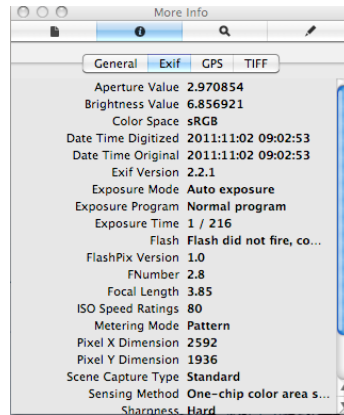 More Info
General Exif GPS TIFF
Aperture Value 2.970854
Brightness Value 6.856921
Color Space sRGB
Date Time Digitized 2011:11:02 09:02:53
Date Time Original 2011:11:02 09:02:53
Exif Version 2.2.1
Exposure Mode Auto exposure
Exposure Program Normal program
Exposure Time 1 / 216
Flash Flash did not fire, co...
FlashPix Version 1.0
FNumber 2.8
Focal Length 3.85
ISO Speed Ratings 80
Metering Mode Pattern
Pixel X Dimension 2592
Pixel Y Dimension 1936
Scene Capture Type Standard
Sensing Method One-chip color area s...
Sharpness Hard